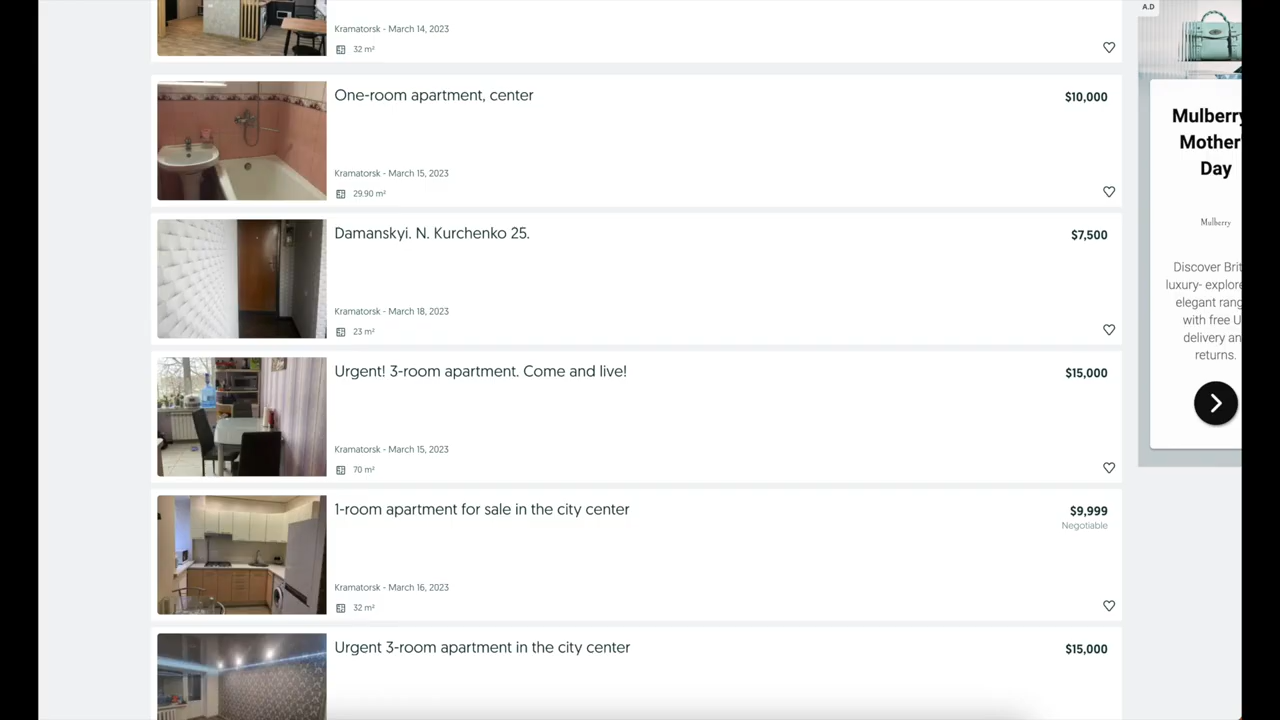 A.D
Kramatorsk - March 14, 2023
32 m²
One-room apartment, center
$10,000
Kramatorsk - March 15, 2023
29.90 m²
Damanskyi. N. Kurchenko 25.
$7,500
Kramatorsk - March 18, 2023
23 m²
Urgent! 3-room apartment. Come and live!
$15,000
Kramatorsk - March 15, 2023
70 m²
1-room apartment for sale in the city center
$9,999
Negotiable
Kramatorsk - March 16, 2023
32 m²
Urgent 3-room apartment in the city center
$15,000
Mulberry
Mother
Day
Mulberry
Discover Brit
luxury- explore
elegant rang
with free U
delivery an
returns.